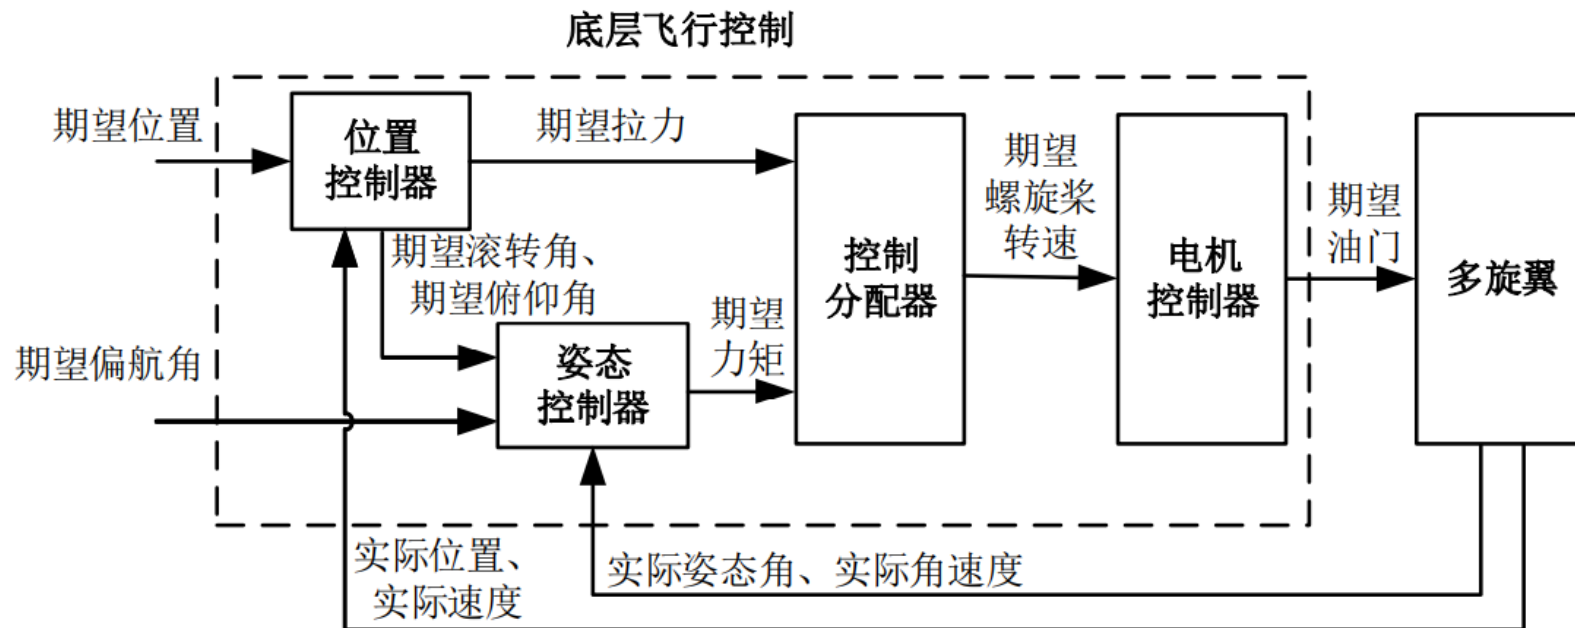 底层飞行控制
期望位置
位置
控制器
期望拉力
期望滚转角、
期望俯仰角
期望偏航角
姿态
控制器
期望
力矩
控制
分配器
期望
螺旋桨
转速
电机
控制器
期望
油门
多旋翼
实际位置、
实际速度
实际姿态角、实际角速度